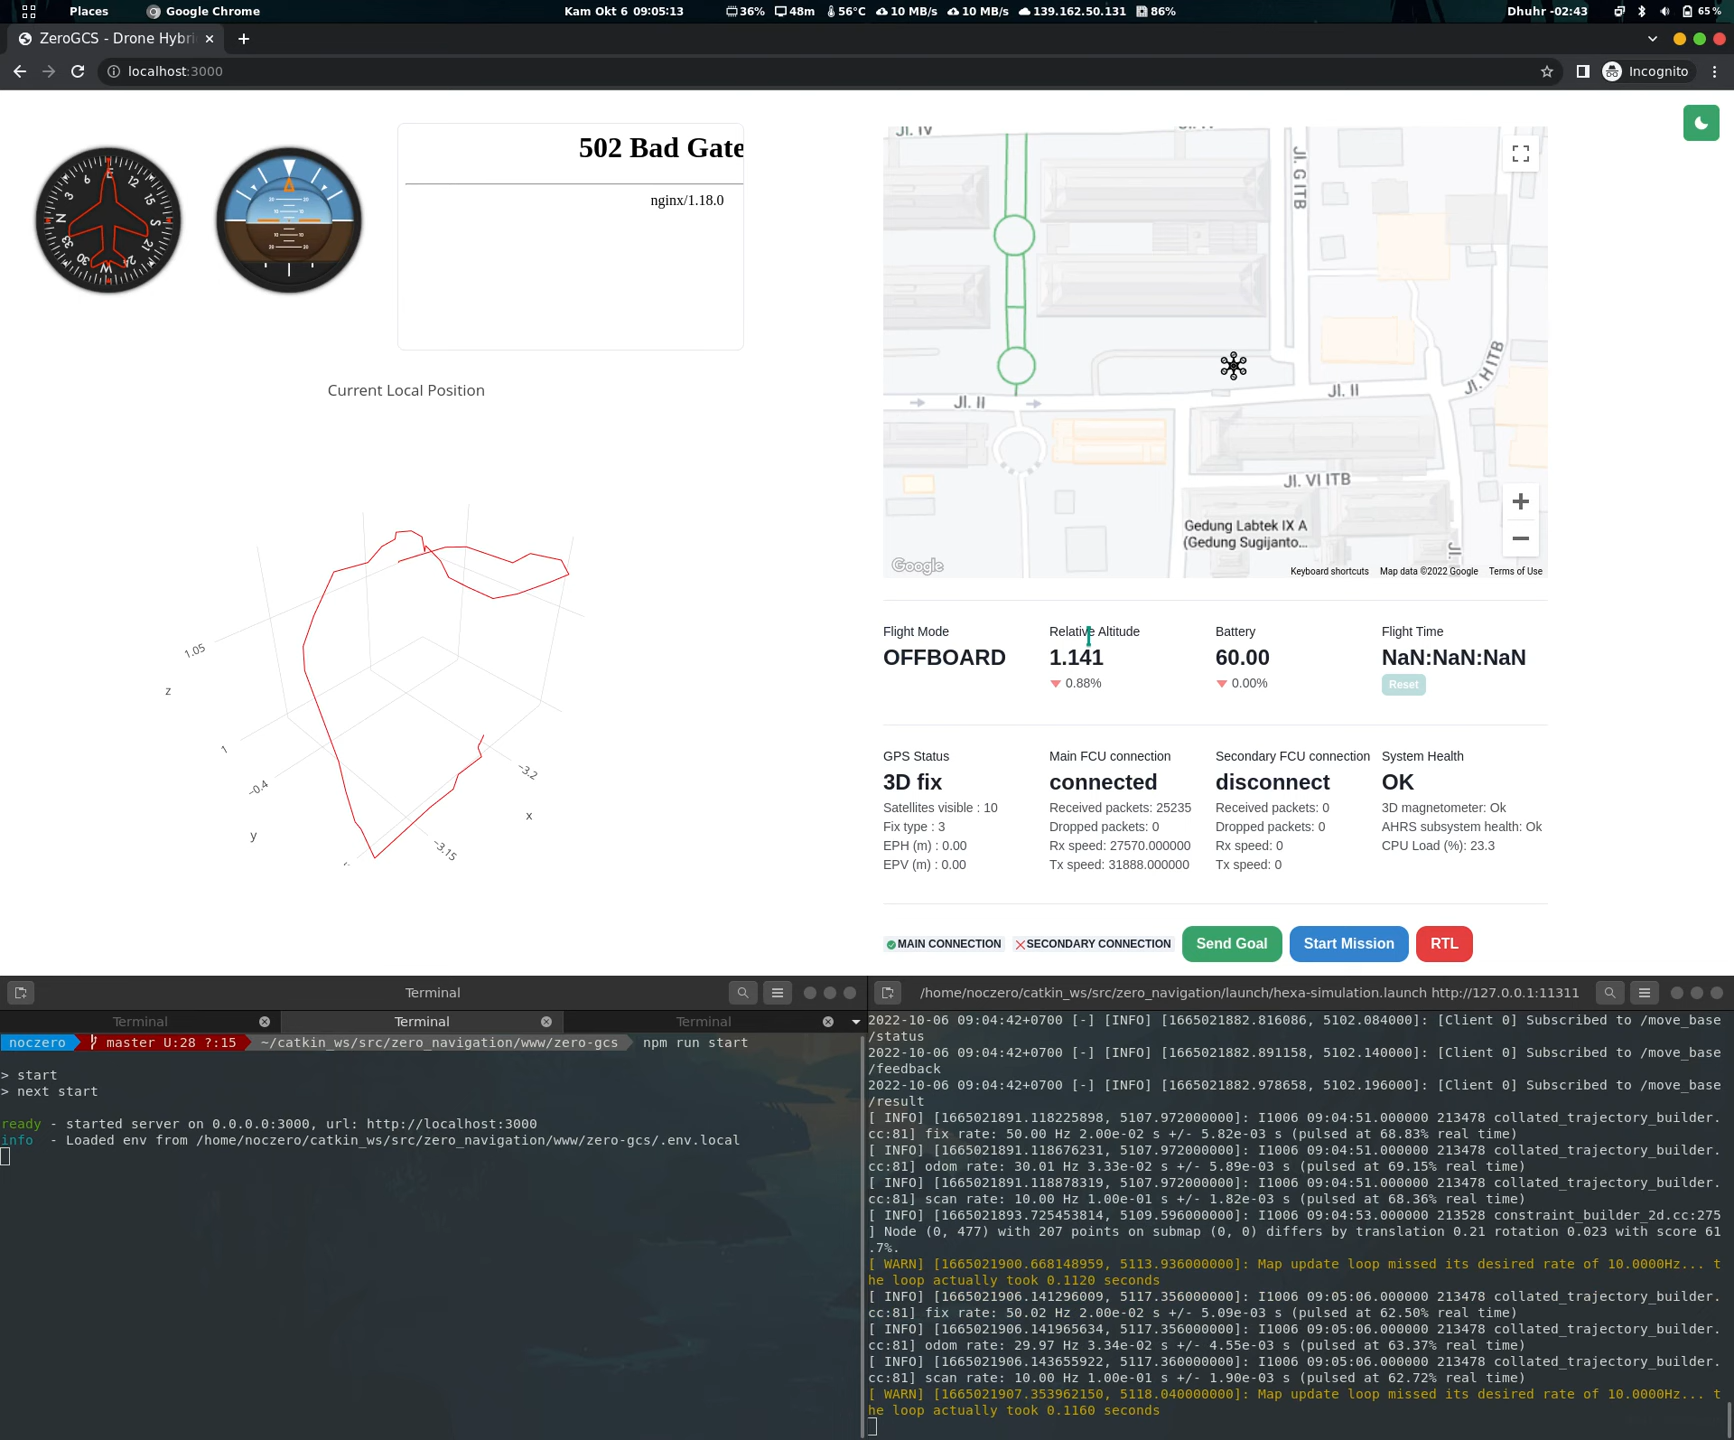 Places
Google Chrome
Kam Okt 6 09:05:13
36% 48m 56°C 10 MB/s 10 MB/s 139.162.50.131 86%
Dhuhr -02:43
65 %
ZeroGCS - Drone Hybri
localhost:3000
Incognito
502 Bad Gate
nginx/1.18.0
E
6
12
3
15
N
S
33
21
30
W
24
Current Local Position
1.05
z
1
−0.4
y
−3.2
x
−3.15
Jl. IV
Jl. G ITB
Jl. H ITB
Jl. II
Jl. II
Jl. VI ITB
Gedung Labtek IX A
(Gedung Sugijanto...
Jl.
Google
Keyboard shortcuts
Map data ©2022 Google
Terms of Use
Flight Mode
OFFBOARD
Relative Altitude
1.141
0.88%
Battery
60.00
0.00%
Flight Time
NaN:NaN:NaN
Reset
GPS Status
3D fix
Satellites visible : 10
Fix type : 3
EPH (m) : 0.00
EPV (m) : 0.00
Main FCU connection
connected
Received packets: 25235
Dropped packets: 0
Rx speed: 27570.000000
Tx speed: 31888.000000
Secondary FCU connection
disconnect
Received packets: 0
Dropped packets: 0
Rx speed: 0
Tx speed: 0
System Health
OK
3D magnetometer: Ok
AHRS subsystem health: Ok
CPU Load (%): 23.3
MAIN CONNECTION
SECONDARY CONNECTION
Send Goal
Start Mission
RTL
Terminal
Terminal
Terminal
Terminal
noczero master U:28 ?:15 ~/catkin_ws/src/zero_navigation/www/zero-gcs npm run start
> start
> next start
ready - started server on 0.0.0.0:3000, url: http://localhost:3000
info - Loaded env from /home/noczero/catkin_ws/src/zero_navigation/www/zero-gcs/.env.local
/home/noczero/catkin_ws/src/zero_navigation/launch/hexa-simulation.launch http://127.0.0.1:11311
2022-10-06 09:04:42+0700 [-] [INFO] [1665021882.816086, 5102.084000]: [Client 0] Subscribed to /move_base
/status
2022-10-06 09:04:42+0700 [-] [INFO] [1665021882.891158, 5102.140000]: [Client 0] Subscribed to /move_base
/feedback
2022-10-06 09:04:42+0700 [-] [INFO] [1665021882.978658, 5102.196000]: [Client 0] Subscribed to /move_base
/result
[ INFO] [1665021891.118225898, 5107.972000000]: I1006 09:04:51.000000 213478 collated_trajectory_builder.
cc:81] fix rate: 50.00 Hz 2.00e-02 s +/- 5.82e-03 s (pulsed at 68.83% real time)
[ INFO] [1665021891.118676231, 5107.972000000]: I1006 09:04:51.000000 213478 collated_trajectory_builder.
cc:81] odom rate: 30.01 Hz 3.33e-02 s +/- 5.89e-03 s (pulsed at 69.15% real time)
[ INFO] [1665021891.118878319, 5107.972000000]: I1006 09:04:51.000000 213478 collated_trajectory_builder.
cc:81] scan rate: 10.00 Hz 1.00e-01 s +/- 1.82e-03 s (pulsed at 68.36% real time)
[ INFO] [1665021893.725453814, 5109.596000000]: I1006 09:04:53.000000 213528 constraint_builder_2d.cc:275
] Node (0, 477) with 207 points on submap (0, 0) differs by translation 0.21 rotation 0.023 with score 61
.7%.
[ WARN] [1665021900.668148959, 5113.936000000]: Map update loop missed its desired rate of 10.0000Hz... t
he loop actually took 0.1120 seconds
[ INFO] [1665021906.141296009, 5117.356000000]: I1006 09:05:06.000000 213478 collated_trajectory_builder.
cc:81] fix rate: 50.02 Hz 2.00e-02 s +/- 5.09e-03 s (pulsed at 62.50% real time)
[ INFO] [1665021906.141965634, 5117.356000000]: I1006 09:05:06.000000 213478 collated_trajectory_builder.
cc:81] odom rate: 29.97 Hz 3.34e-02 s +/- 4.55e-03 s (pulsed at 63.37% real time)
[ INFO] [1665021906.143655922, 5117.360000000]: I1006 09:05:06.000000 213478 collated_trajectory_builder.
cc:81] scan rate: 10.00 Hz 1.00e-01 s +/- 1.90e-03 s (pulsed at 62.72% real time)
[ WARN] [1665021907.353962150, 5118.040000000]: Map update loop missed its desired rate of 10.0000Hz... t
he loop actually took 0.1160 seconds